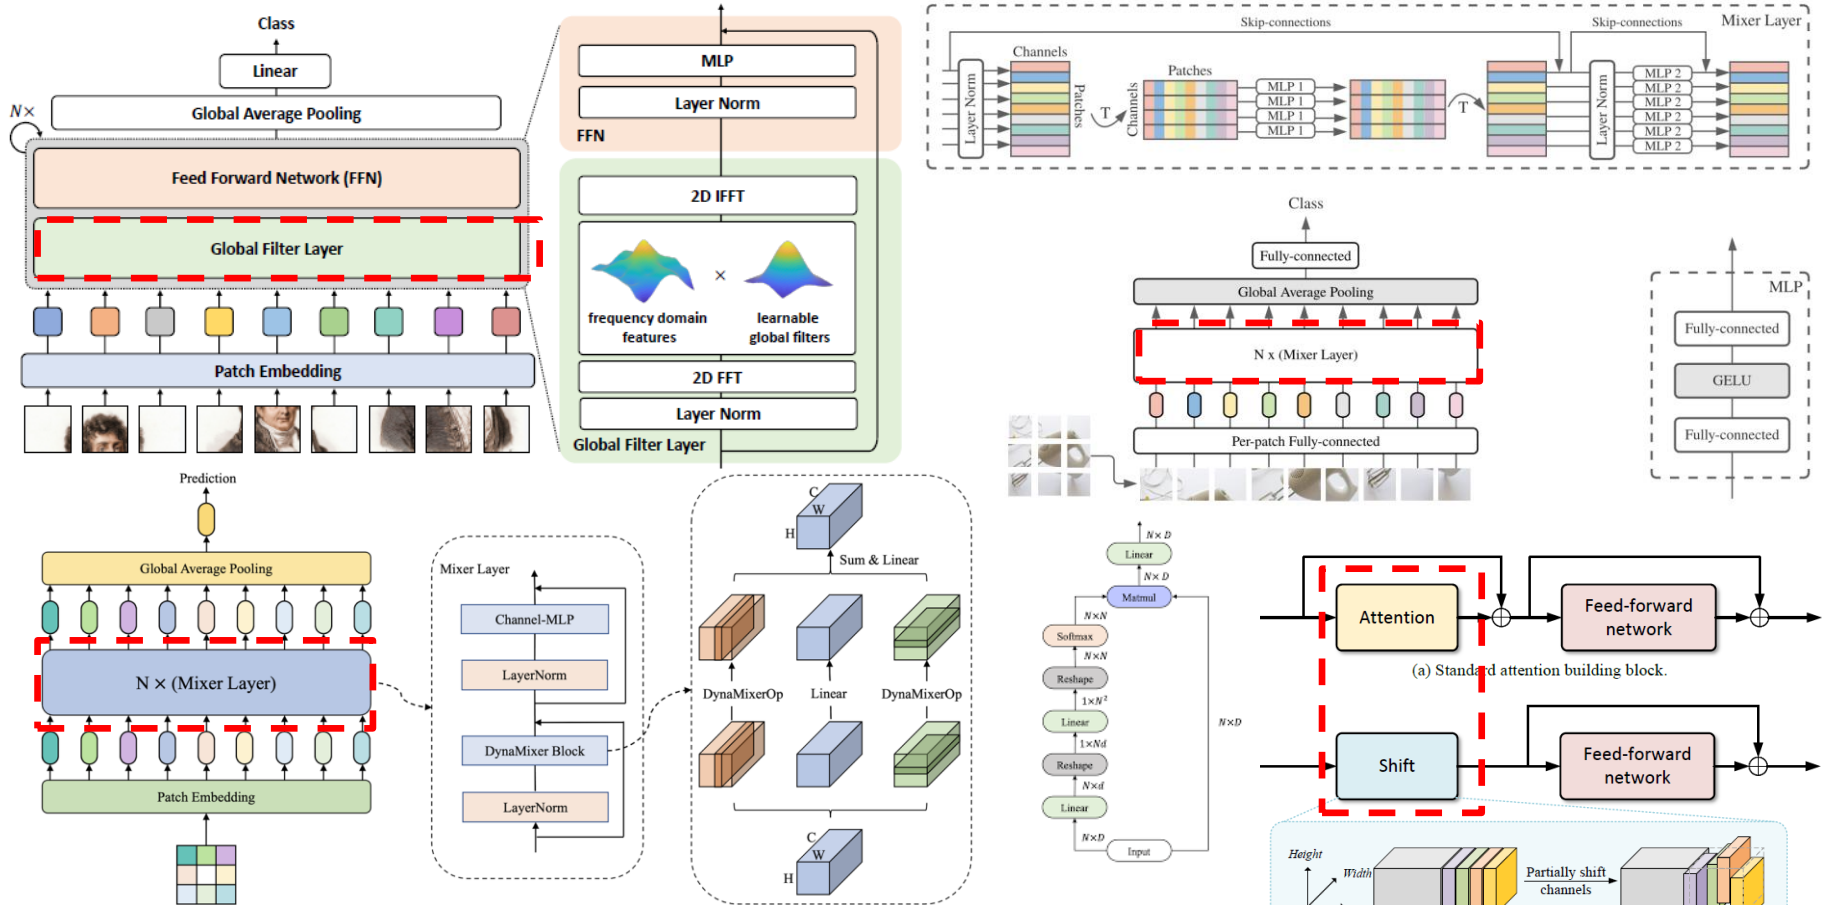 Class
Linear
Global Average Pooling
N×
Feed Forward Network (FFN)
Global Filter Layer
Patch Embedding
MLP
Layer Norm
FFN
2D IFFT
×
frequency domain
features
learnable
global filters
2D FFT
Layer Norm
Global Filter Layer
Skip-connections
Skip-connections
Mixer Layer
Channels
Layer Norm
Patches
T
Patches
Channels
MLP 1
MLP 1
MLP 1
MLP 1
T
Layer Norm
MLP 2
MLP 2
MLP 2
MLP 2
MLP 2
MLP 2
Class
Fully-connected
Global Average Pooling
N x (Mixer Layer)
Per-patch Fully-connected
MLP
Fully-connected
GELU
Fully-connected
Prediction
Global Average Pooling
N × (Mixer Layer)
Patch Embedding
Mixer Layer
Channel-MLP
LayerNorm
DynaMixer Block
LayerNorm
C
W
H
Sum & Linear
DynaMixerOp
Linear
DynaMixerOp
C
W
H
N×D
Linear
N×D
Matmul
N×N
Softmax
N×N
Reshape
1×N²
Linear
1×Nd
Reshape
N×d
Linear
N×D
Input
N×D
Attention
Feed-forward
network
(a) Standard attention building block.
Shift
Feed-forward
network
Height
Width
Partially shift
channels